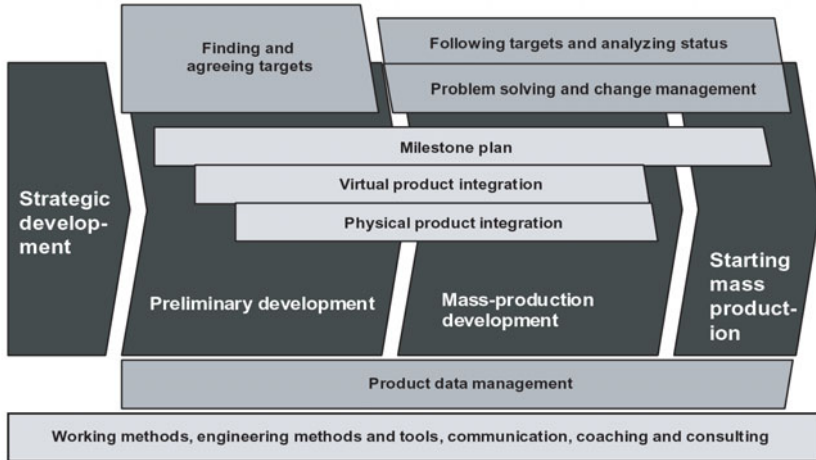 Finding and
agreeing targets
Following targets and analyzing status
Problem solving and change management
Milestone plan
Virtual product integration
Physical product integration
Strategic
develop-
ment
Preliminary development
Mass-production
development
Starting
mass
product-
ion
Product data management
Working methods, engineering methods and tools, communication, coaching and consulting